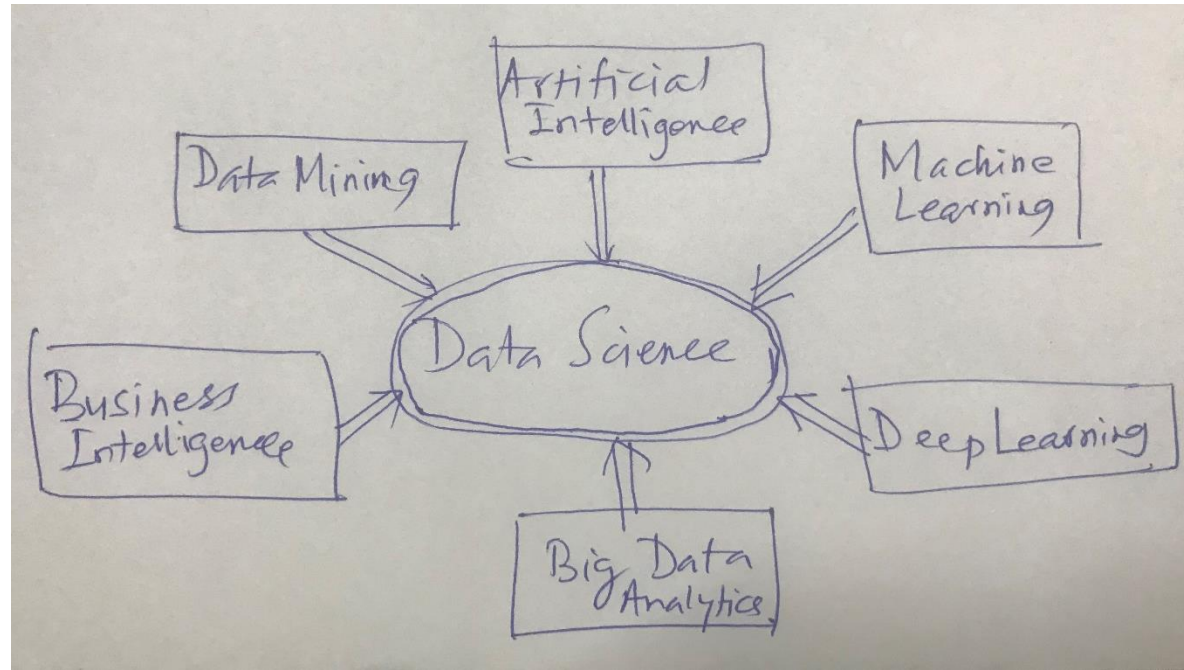 Artificial
Intelligence
Data Mining
Machine
Learning
Data Science
Business
Intelligence
Deep Learning
Big Data
Analytics